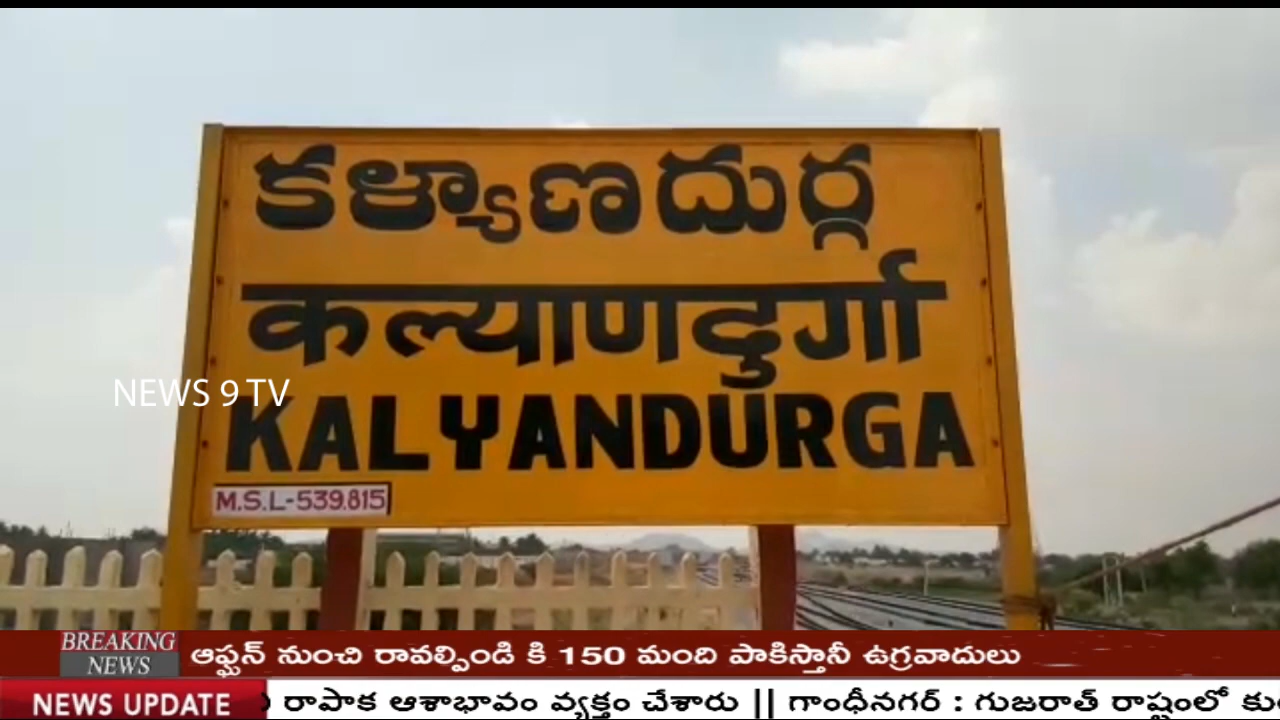 కళ్యాణదుర్గ
कल्याणदुर्गा
NEWS 9 TV
KALYANDURGA
M.S.L-539.815
BREAKING NEWS
ఆఫ్ఘన్ నుంచి రావల్పిండి కి 150 మంది పాకిస్తానీ ఉగ్రవాదులు
NEWS UPDATE
రాపాక ఆశాభావం వ్యక్తం చేశారు || గాంధీనగర్ : గుజరాత్ రాష్ట్రంలో